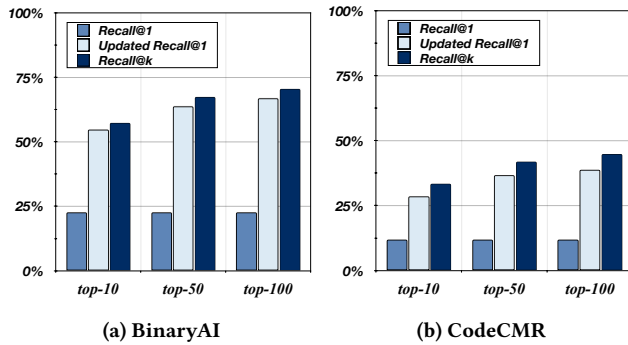 100%
75%
50%
25%
0%
Recall@1
Updated Recall@1
Recall@k
top-10 top-50 top-100
(a) BinaryAI
100%
75%
50%
25%
0%
Recall@1
Updated Recall@1
Recall@k
top-10 top-50 top-100
(b) CodeCMR